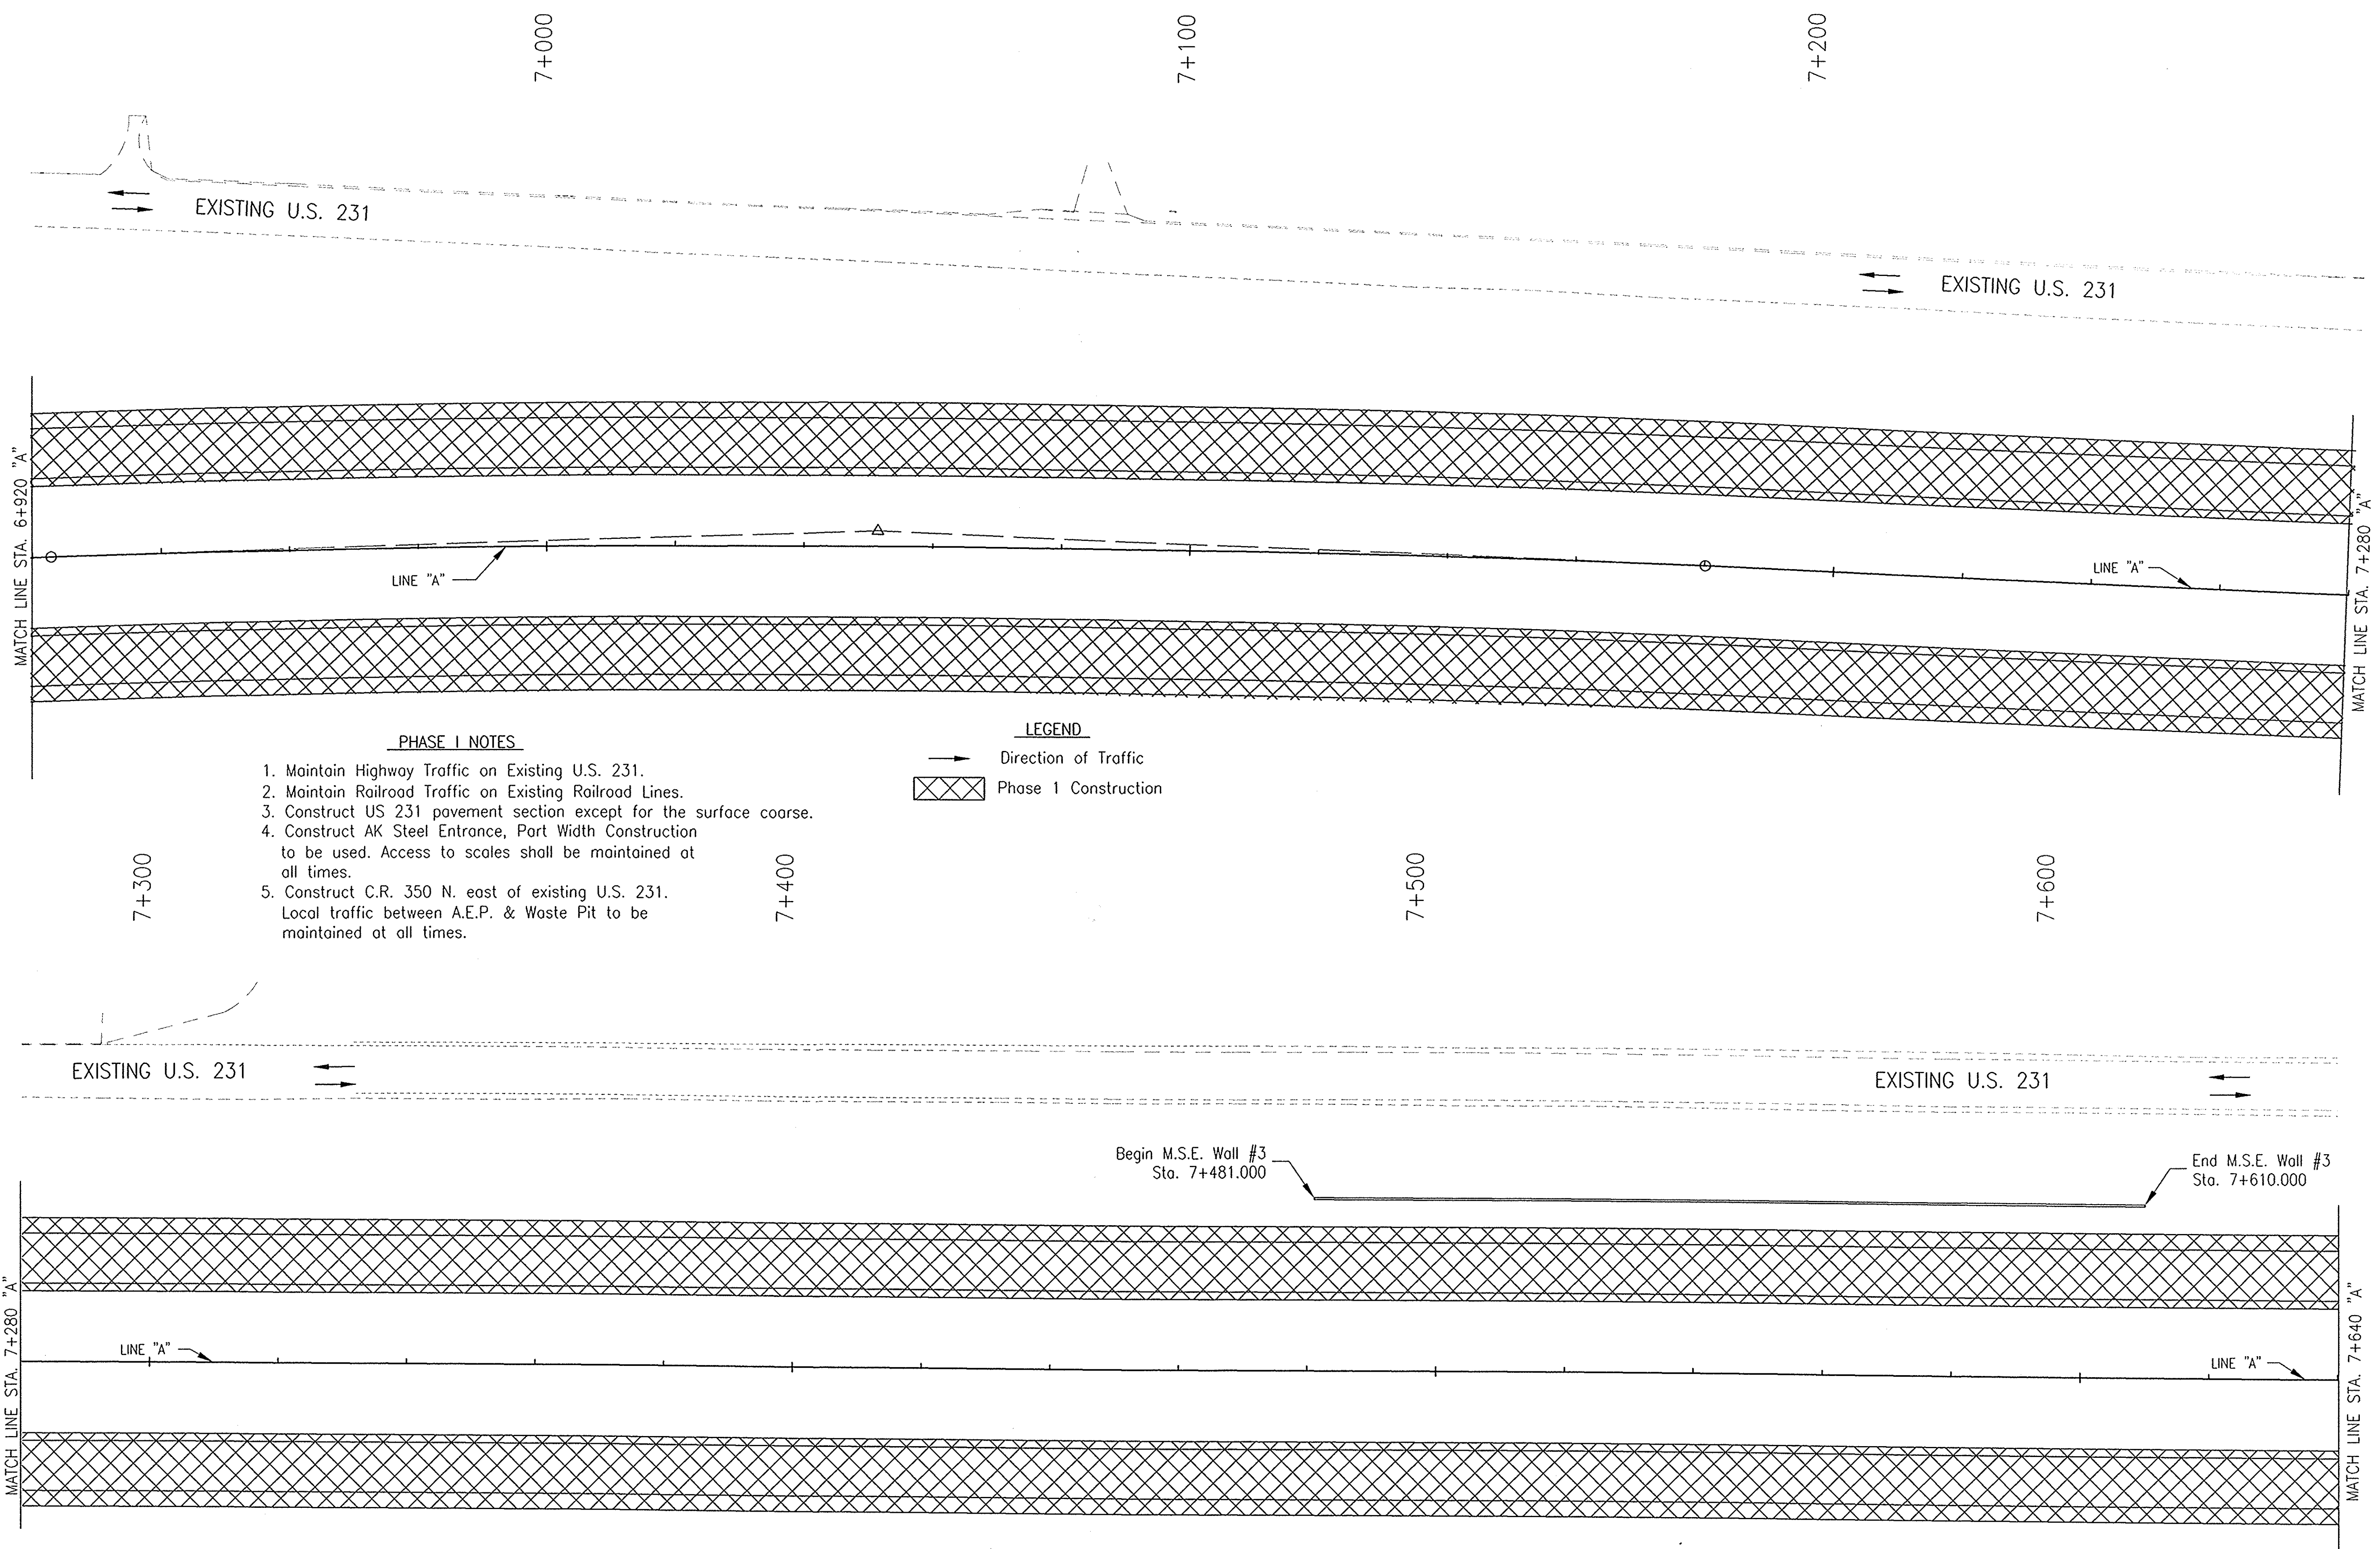 7+000
7+100
7+200
EXISTING U.S. 231
EXISTING U.S. 231
MATCH LINE STA. 6+920 "A"
LINE "A"
LINE "A"
MATCH LINE STA. 7+280 "A"
PHASE I NOTES
1. Maintain Highway Traffic on Existing U.S. 231.
2. Maintain Railroad Traffic on Existing Railroad Lines.
3. Construct US 231 pavement section except for the surface coarse.
4. Construct AK Steel Entrance, Part Width Construction
to be used. Access to scales shall be maintained at
all times.
5. Construct C.R. 350 N. east of existing U.S. 231.
Local traffic between A.E.P. & Waste Pit to be
maintained at all times.
LEGEND
Direction of Traffic
Phase 1 Construction
7+300
7+400
7+500
7+600
EXISTING U.S. 231
EXISTING U.S. 231
Begin M.S.E. Wall #3
Sta. 7+481.000
End M.S.E. Wall #3
Sta. 7+610.000
MATCH LINE STA. 7+280 "A"
LINE "A"
LINE "A"
MATCH LINE STA. 7+640 "A"